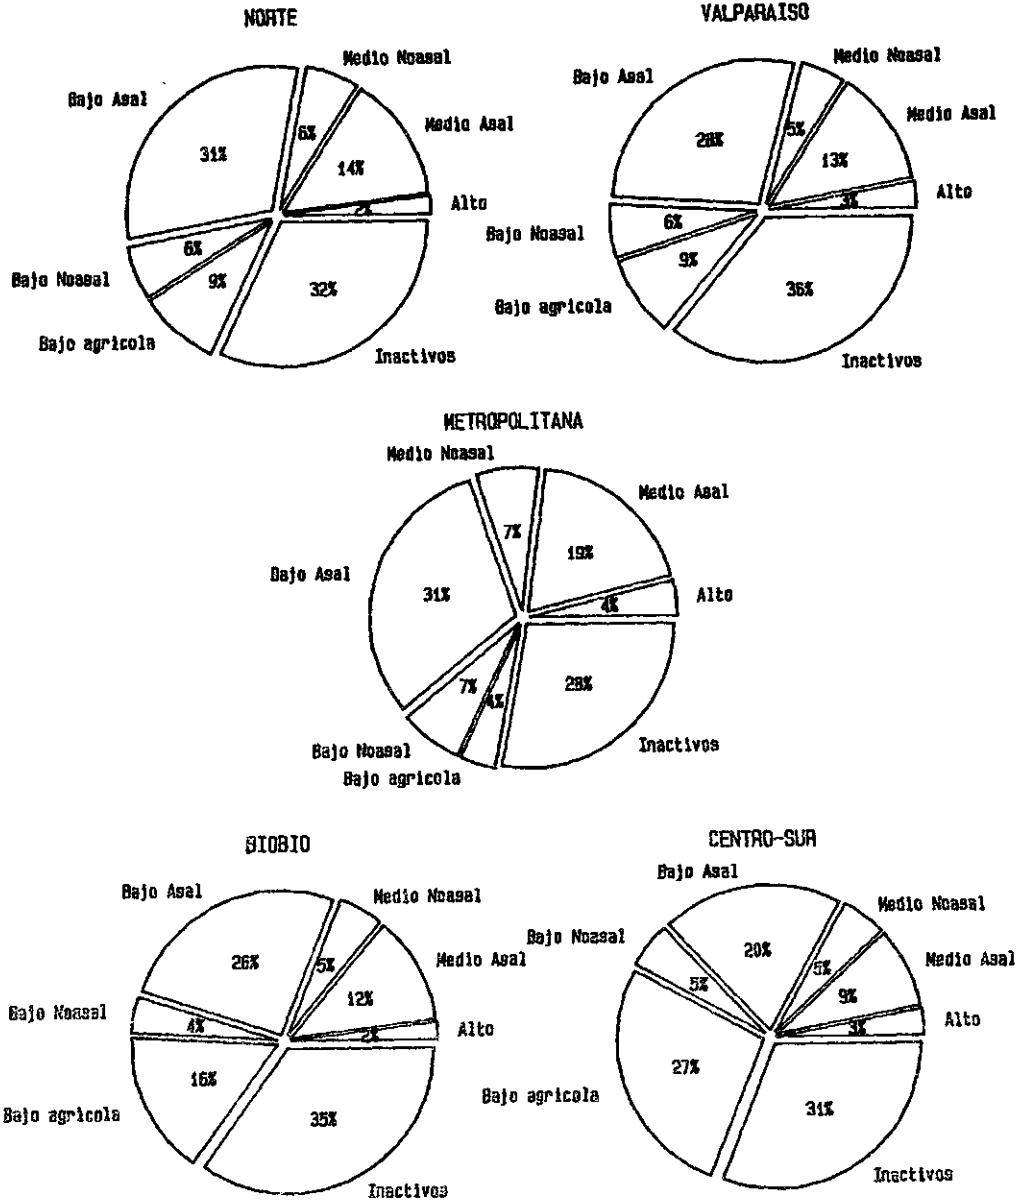 NORTE
Medio Noasal
Bajo Asal
6%
Medio Asal
31%
14%
Alto
2%
6%
Bajo Noasal
9%
32%
Bajo agricola
Inactivos
VALPARAISO
Medio Noasal
Bajo Asal
Medio Asal
5%
28%
13%
Alto
3%
6%
Bajo Noasal
9%
36%
Bajo agricola
Inactivos
METROPOLITANA
Medio Noasal
Medio Asal
7%
19%
Bajo Asal
31%
Alto
4%
7%
28%
4%
Bajo Noasal
Inactivos
Bajo agricola
BIOBIO
Bajo Asal
Medio Noasal
26%
5%
Medio Asal
12%
Bajo Noasal
4%
Alto
2%
16%
Bajo agricola
35%
Inactivos
CENTRO-SUR
Bajo Asal
Medio Noasal
Bajo Noasal
20%
Medio Asal
5%
5%
9%
Alto
3%
27%
Bajo agricola
31%
Inactivos